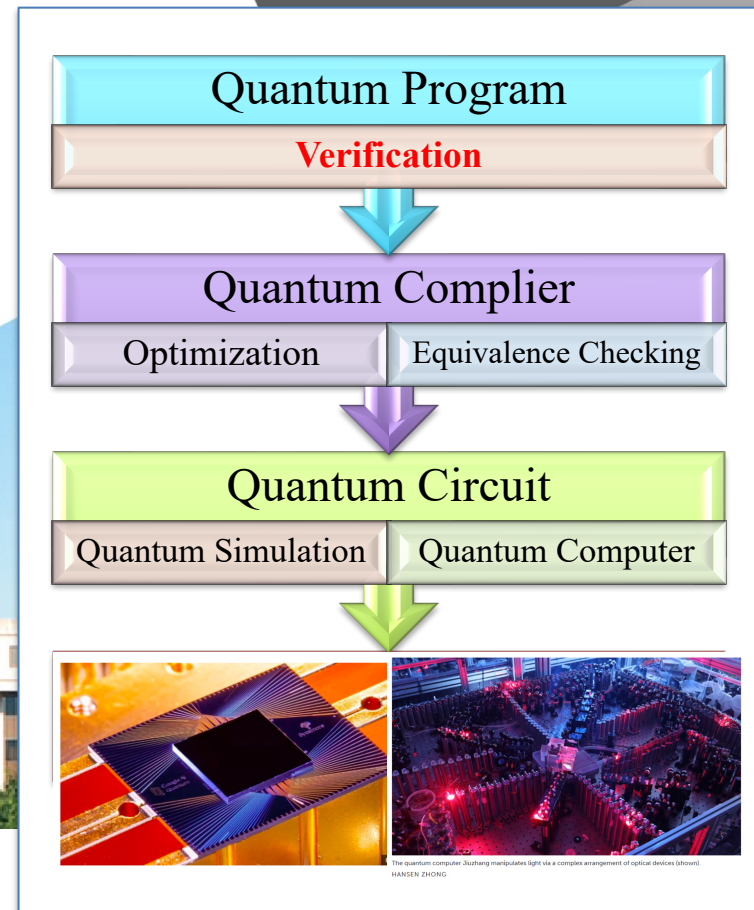 Quantum Program
Verification
Quantum Complier
Optimization
Equivalence Checking
Quantum Circuit
Quantum Simulation
Quantum Computer
The quantum computer Jiuzhang manipulates light via a complex arrangement of optical devices (shown).
HANSEN ZHONG